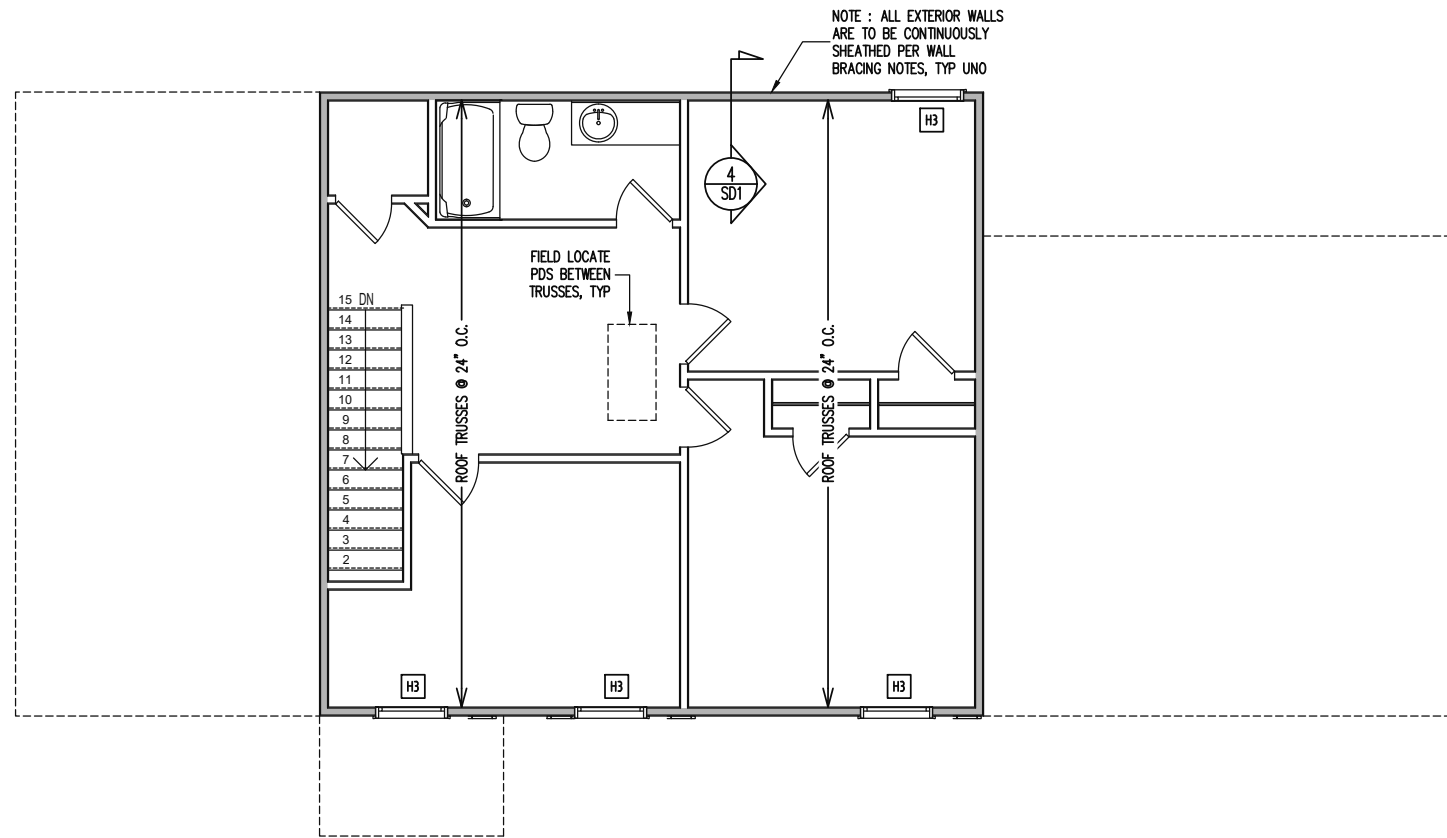 NOTE : ALL EXTERIOR WALLS
ARE TO BE CONTINUOUSLY
SHEATHED PER WALL
BRACING NOTES, TYP UNO
H3
4
SD1
FIELD LOCATE
PDS BETWEEN
TRUSSES, TYP
15 DN
14
13
12
11
10
9
8
7
6
5
4
3
2
ROOF TRUSSES @ 24" O.C.
ROOF TRUSSES @ 24" O.C.
H3
H3
H3